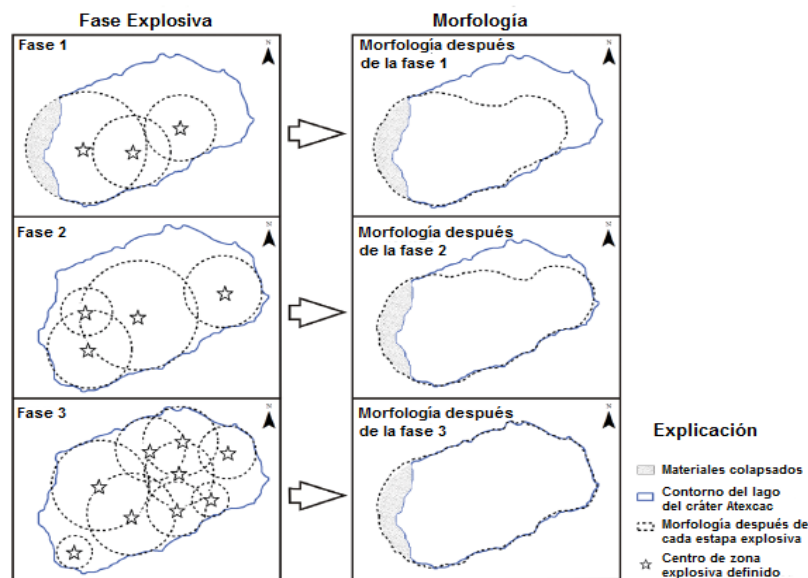 Fase Explosiva
Morfología
Fase 1
N
Morfología después
de la fase 1
N
Fase 2
N
Morfología después
de la fase 2
N
Fase 3
N
Morfología después
de la fase 3
N
Explicación
Materiales colapsados
Contorno del lago
del cráter Atexcac
Morfología después de
cada etapa explosiva
Centro de zona
explosiva definido